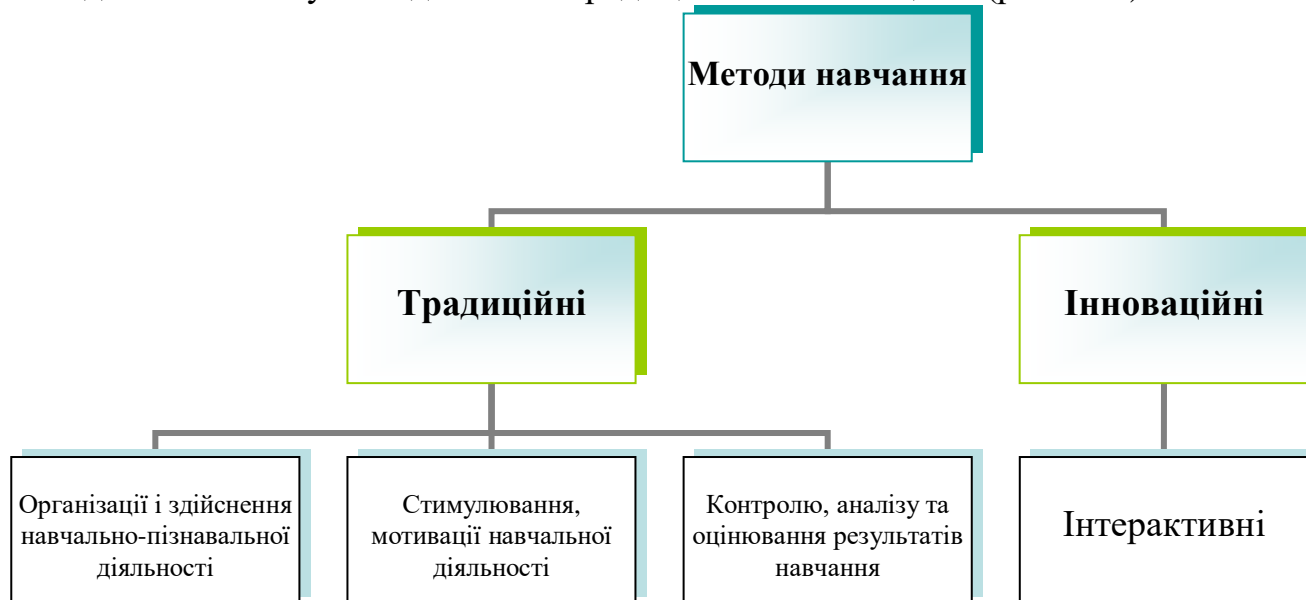 Методи навчання
Традиційні
Інноваційні
Організації і здійснення
навчально-пізнавальної
діяльності
Стимулювання,
мотивації навчальної
діяльності
Контролю, аналізу та
оцінювання результатів
навчання
Інтерактивні